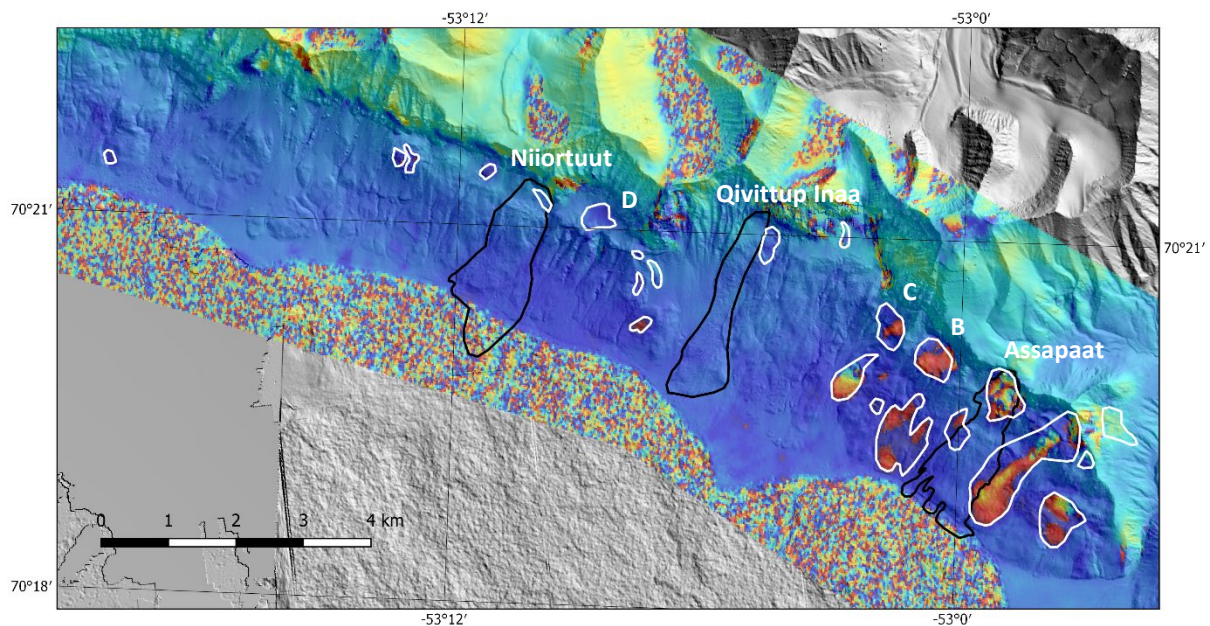 -53°12′
-53°0′
Niiortuut
D
Qivittup Inaa
70°21′
70°21′
C
B
Assapaat
0 1 2 3 4 km
70°18′
-53°12′
-53°0′